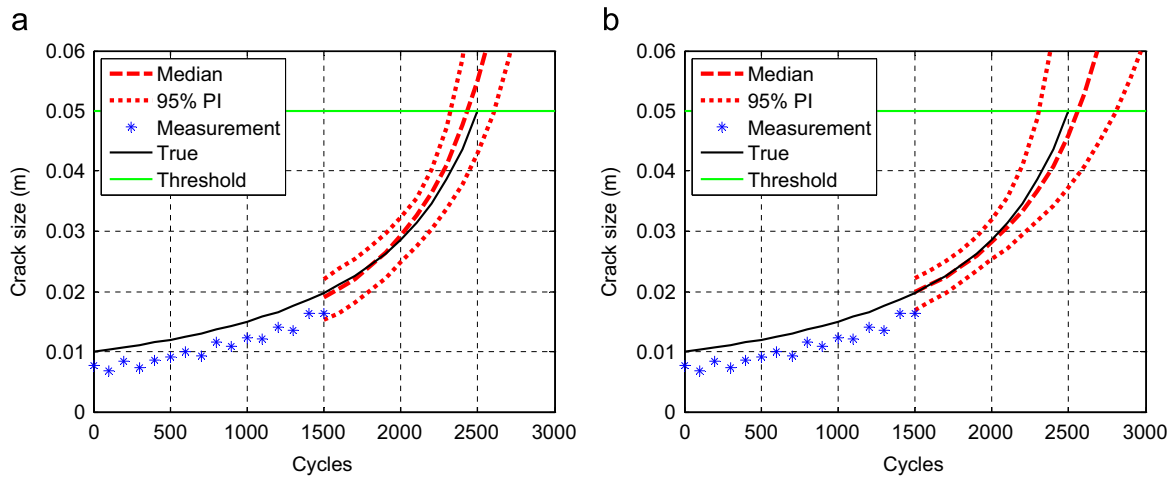 a
0.06
0.05
0.04
0.03
0.02
0.01
0
Crack size (m)
Median
95% PI
Measurement
True
Threshold
0 500 1000 1500 2000 2500 3000
Cycles
b
0.06
0.05
0.04
0.03
0.02
0.01
0
Crack size (m)
Median
95% PI
Measurement
True
Threshold
0 500 1000 1500 2000 2500 3000
Cycles